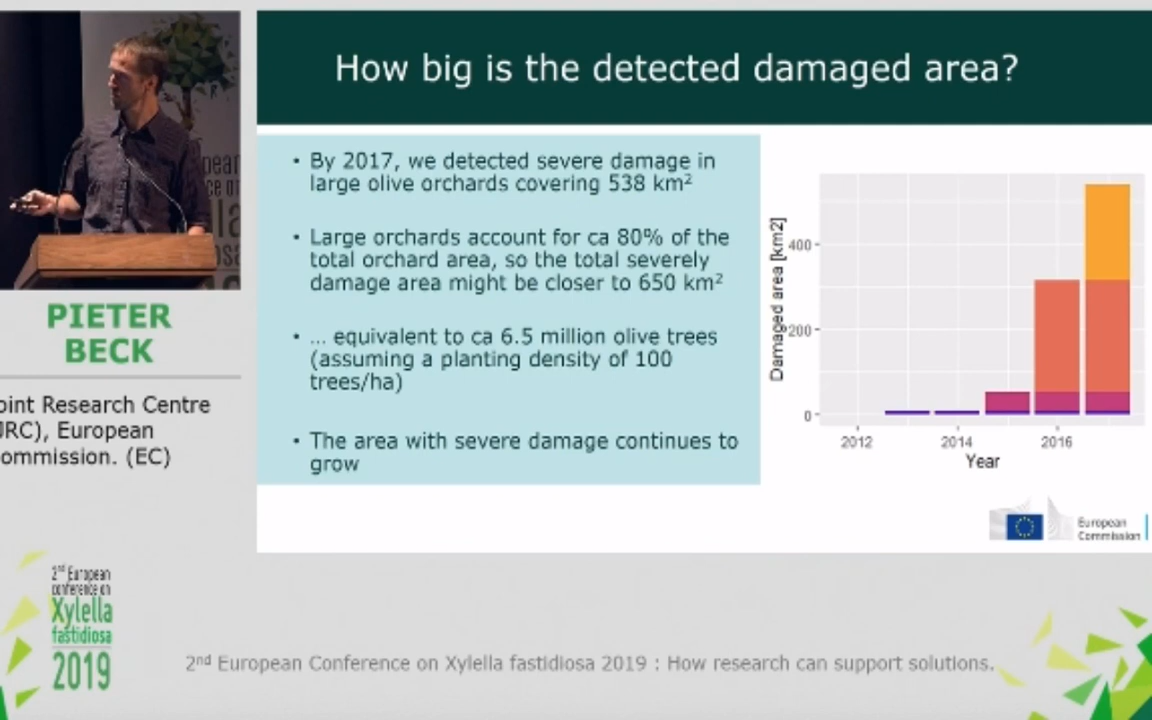 How big is the detected damaged area?
• By 2017, we detected severe damage in
large olive orchards covering 538 km²
• Large orchards account for ca 80% of the
total orchard area, so the total severely
damage area might be closer to 650 km²
• ... equivalent to ca 6.5 million olive trees
(assuming a planting density of 100
trees/ha)
• The area with severe damage continues to
grow
Damaged area [km2]
400
200
0
2012 2014 2016
Year
European
Commission
PIETER
BECK
oint Research Centre
JRC), European
ommission. (EC)
2nd European
conference on
Xylella
fastidiosa
2019
2nd European Conference on Xylella fastidiosa 2019 : How research can support solutions.